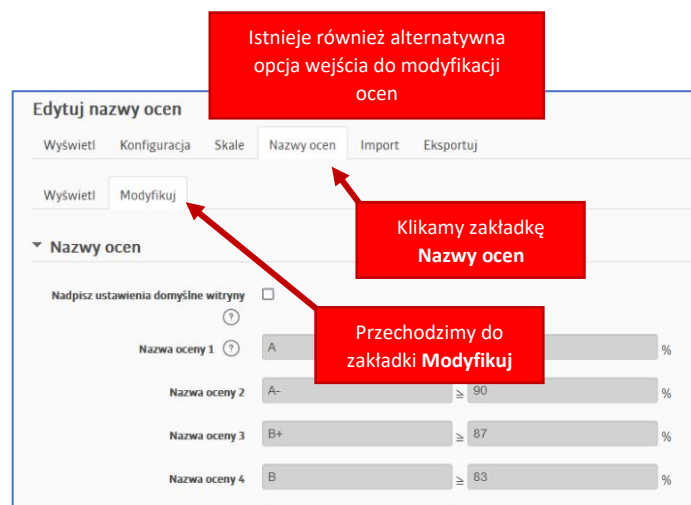 Istnieje również alternatywna
opcja wejścia do modyfikacji
ocen
Edytuj nazwy ocen
Wyświetl Konfiguracja Skale Nazwy ocen Import Eksportuj
Wyświetl Modyfikuj
Klikamy zakładkę
Nazwy ocen
Nazwy ocen
Nadpisz ustawienia domyślne witryny
?
Przechodzimy do
zakładki Modyfikuj
Nazwa oceny 1 ? A %
Nazwa oceny 2 A- ≥ 90 %
Nazwa oceny 3 B+ ≥ 87 %
Nazwa oceny 4 B ≥ 83 %